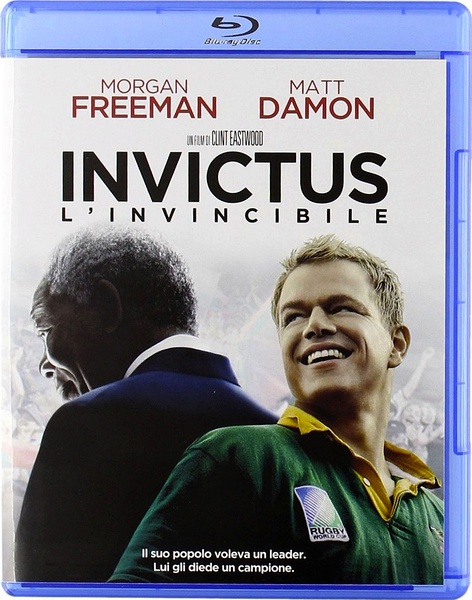 Blu-ray Disc
MORGAN MATT
FREEMAN DAMON
UN FILM DI CLINT EASTWOOD
INVICTUS
L'INVINCIBILE
RUGBY
WORLD CUP
Il suo popolo voleva un leader.
Lui gli diede un campione.